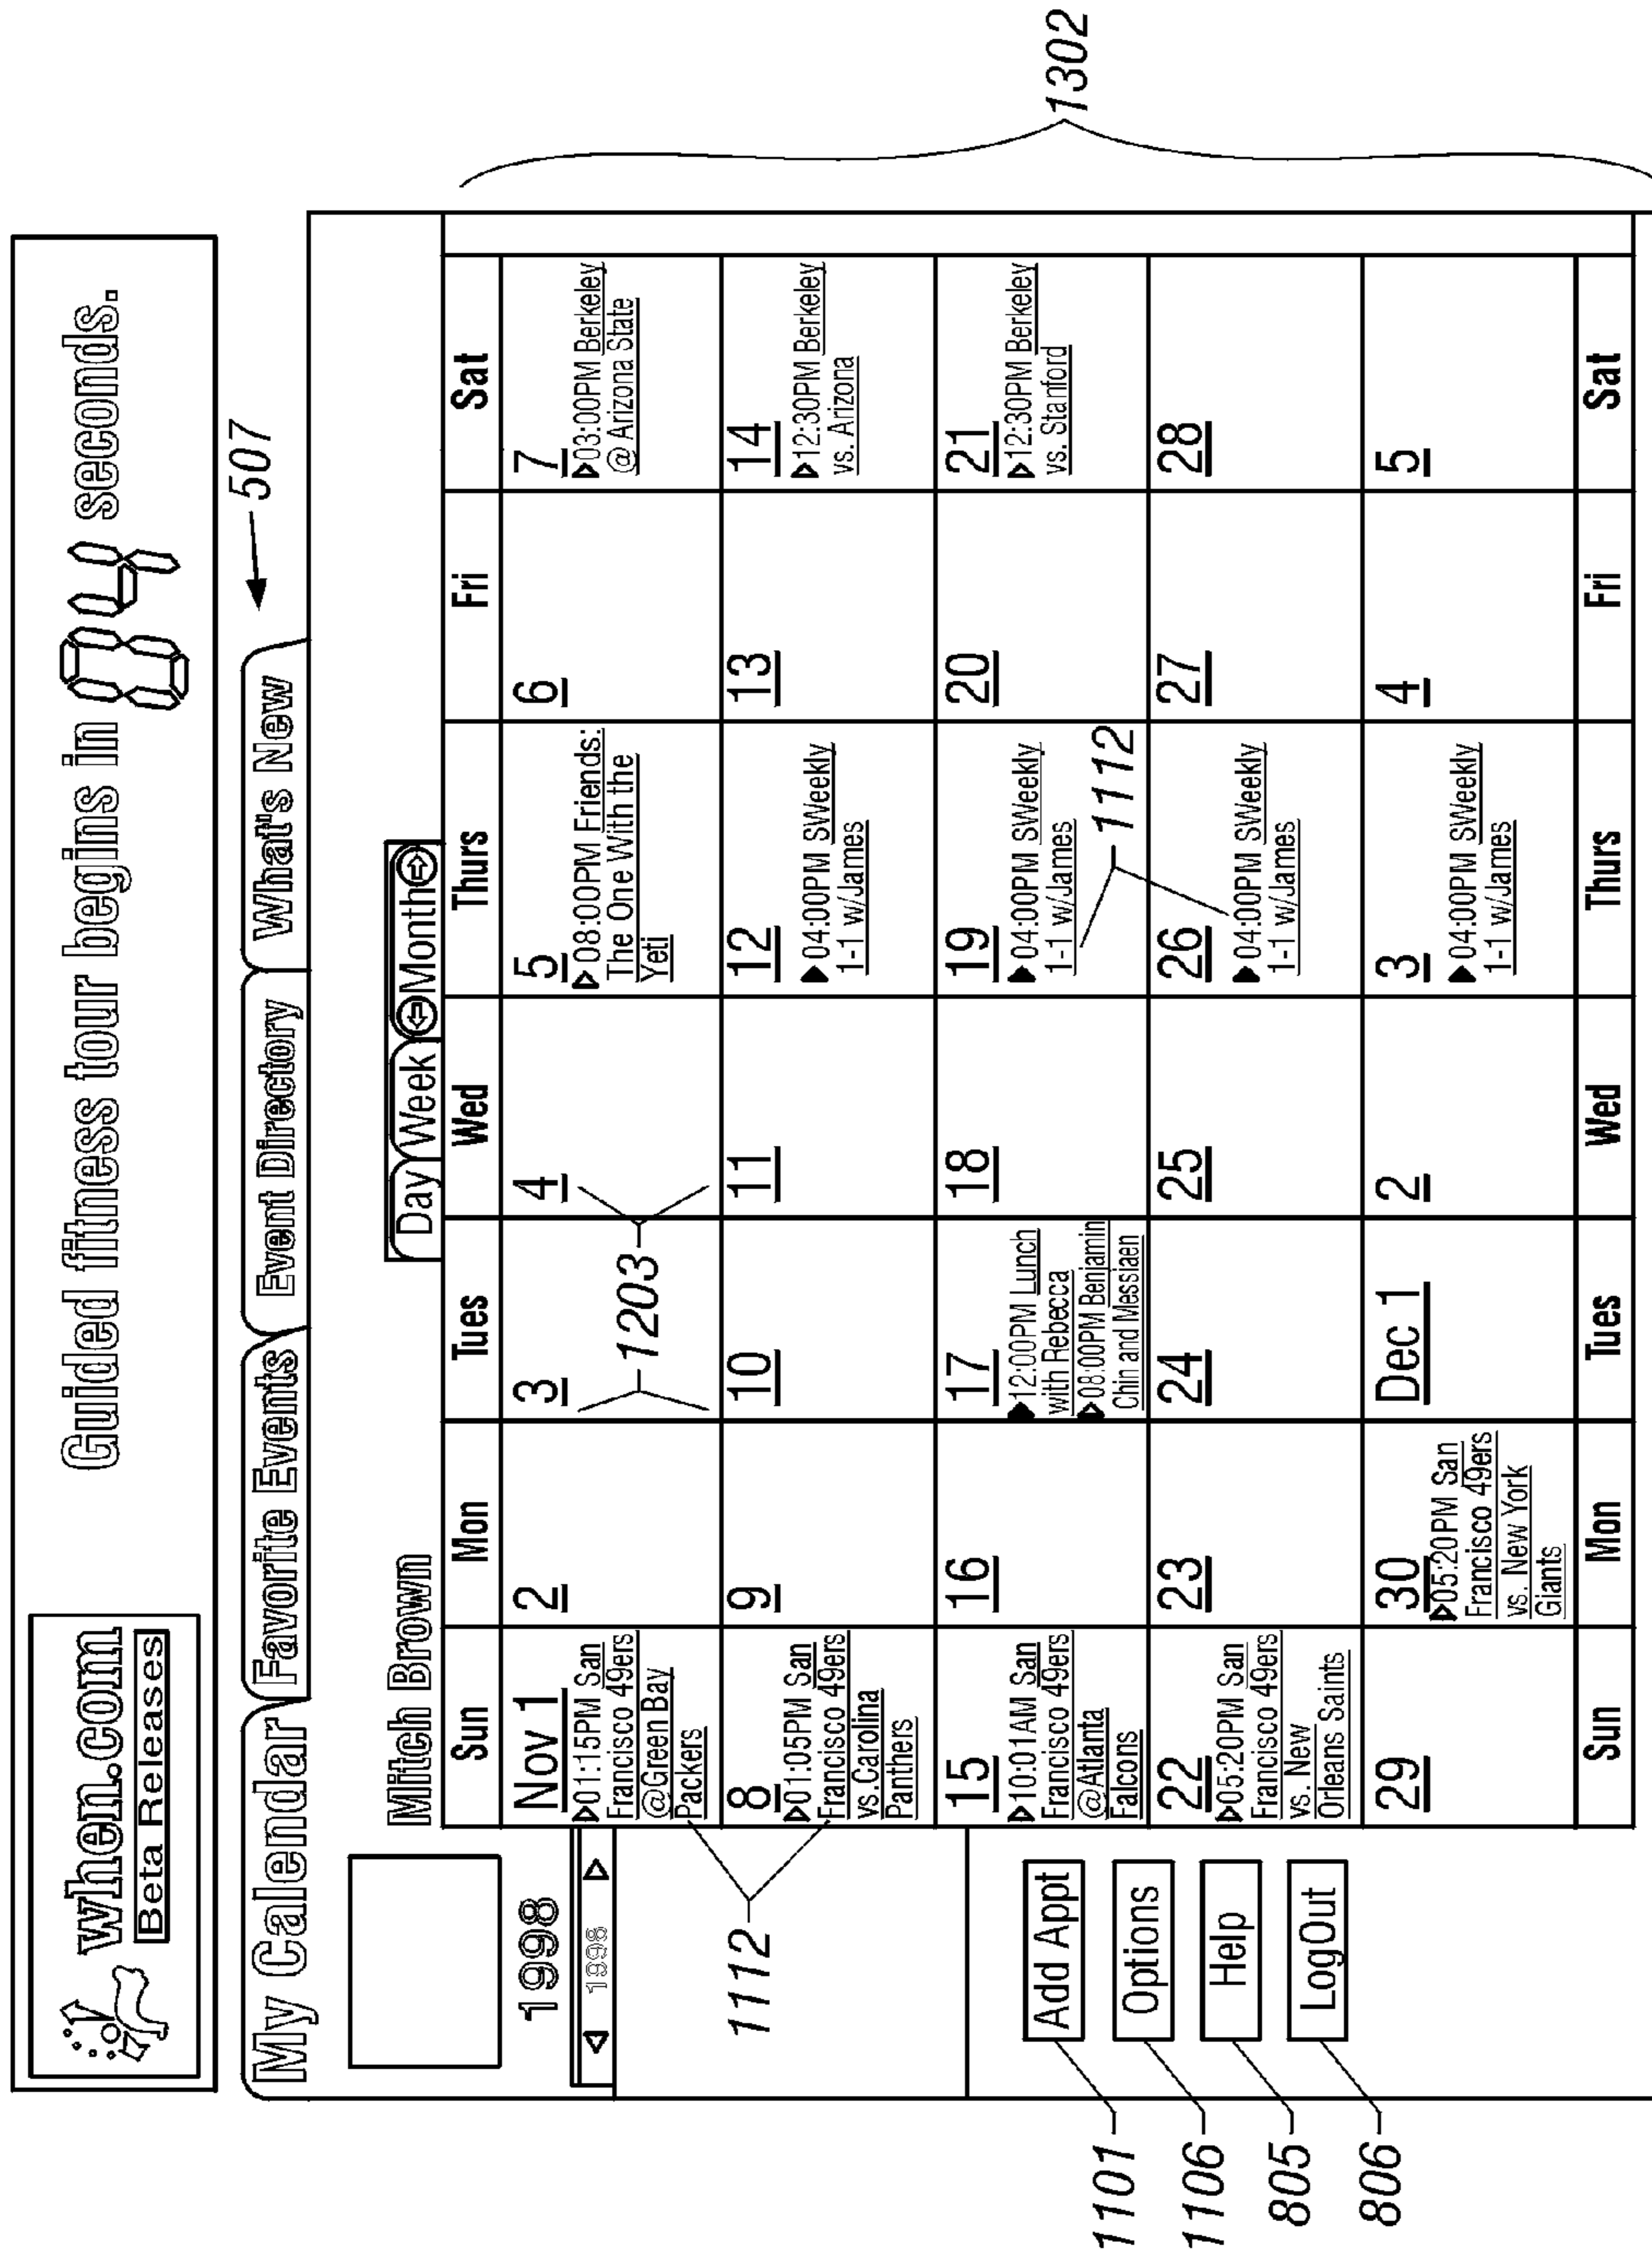 when.com
Beta Releases
Guided fitness tour begins in 04 seconds.
My Calendar Favorite Events Event Directory What's New
507
Mitch Brown
Day Week Month
1998
1998
Sun Mon Tues Wed Thurs Fri Sat
Nov 1
01:15PM San
Francisco 49ers
@Green Bay
Packers
2
3
4
5
08:00PM Friends:
The One With the
Yeti
6
7
03:00PM Berkeley
@ Arizona State
1203
1112
8
01:05PM San
Francisco 49ers
vs.Carolina
Panthers
9
10
11
12
04:00PM SWeekly
1-1 w/James
13
14
12:30PM Berkeley
vs. Arizona
1302
15
10:01AM San
Francisco 49ers
@Atlanta
Falcons
16
17
12:00PM Lunch
with Rebecca
08:00PM Benjamin
Chin and Messiaen
18
19
04:00PM SWeekly
1-1 w/James
1112
20
21
12:30PM Berkeley
vs. Stanford
22
05:20PM San
Francisco 49ers
vs. New
Orleans Saints
23
24
25
26
04:00PM SWeekly
1-1 w/James
27
28
29
30
05:20PM San
Francisco 49ers
vs. New York
Giants
Dec 1
2
3
04:00PM SWeekly
1-1 w/James
4
5
Sun Mon Tues Wed Thurs Fri Sat
1101 Add Appt
1106 Options
805 Help
806 LogOut